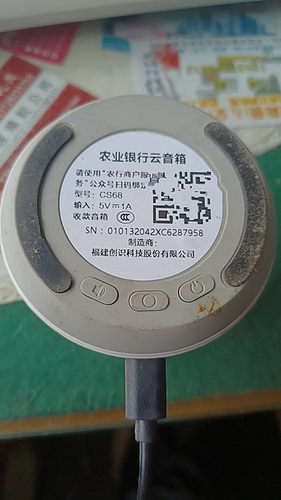 农业银行云音箱
请使用"农行商户服务"公众号扫码绑
型号: CS68
输入: 5V⎓1A
收款音箱
SN: 010132042XC6287958
制造商:
福建创识科技股份有限公司